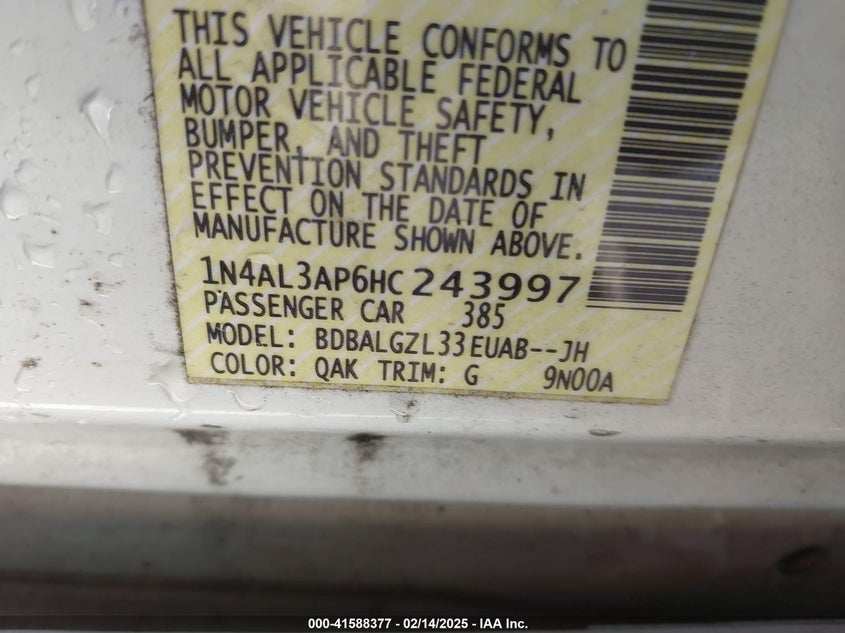 THIS VEHICLE CONFORMS TO
ALL APPLICABLE FEDERAL
MOTOR VEHICLE SAFETY,
BUMPER, AND THEFT
PREVENTION STANDARDS IN
EFFECT ON THE DATE OF
MANUFACTURE SHOWN ABOVE.
1N4AL3AP6HC243997
PASSENGER CAR 385
MODEL: BDBALGZL33EUAB--JH
COLOR: QAK TRIM: G 9N00A
000-41588377 - 02/14/2025 - IAA Inc.